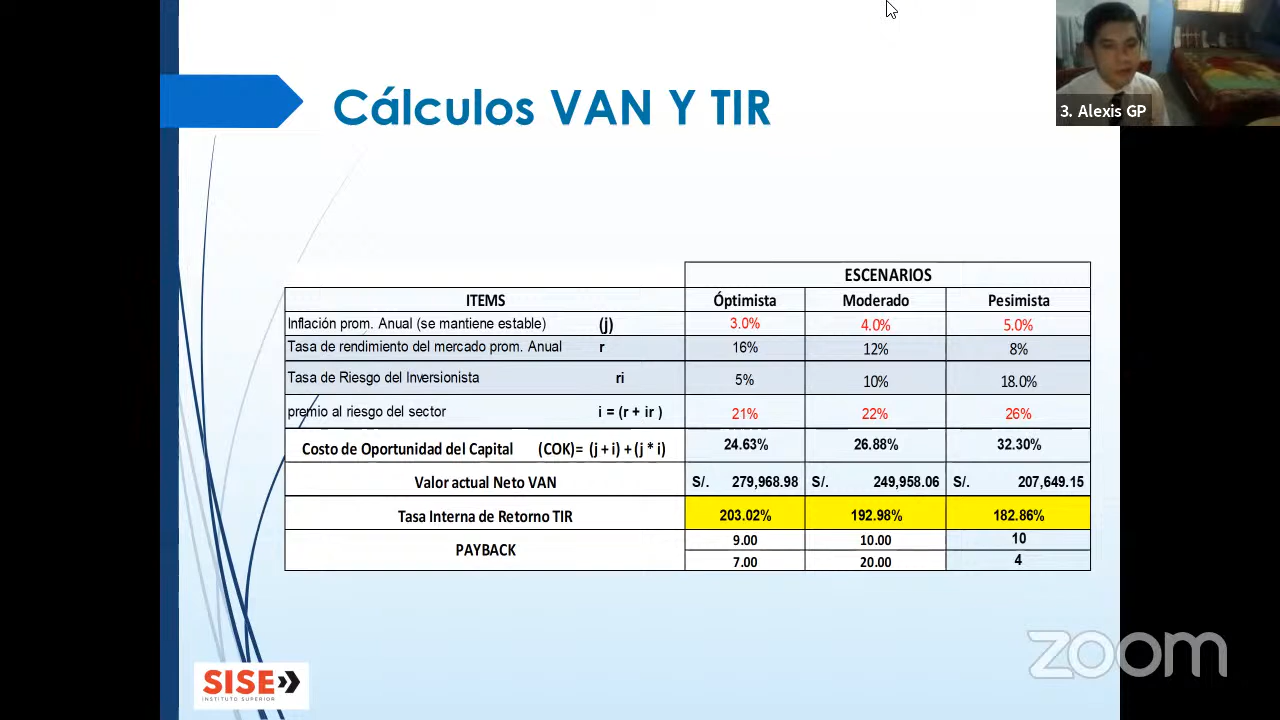 3. Alexis GP
Cálculos VAN Y TIR
ESCENARIOS
ITEMS Óptimista Moderado Pesimista
Inflación prom. Anual (se mantiene estable) (j) 3.0% 4.0% 5.0%
Tasa de rendimiento del mercado prom. Anual r 16% 12% 8%
Tasa de Riesgo del Inversionista ri 5% 10% 18.0%
premio al riesgo del sector i = (r + ir ) 21% 22% 26%
Costo de Oportunidad del Capital (COK)= (j + i) + (j * i) 24.63% 26.88% 32.30%
Valor actual Neto VAN S/. 279,968.98 S/. 249,958.06 S/. 207,649.15
Tasa Interna de Retorno TIR 203.02% 192.98% 182.86%
PAYBACK 9.00 10.00 10
7.00 20.00 4
zoom
SISE
INSTITUTO SUPERIOR